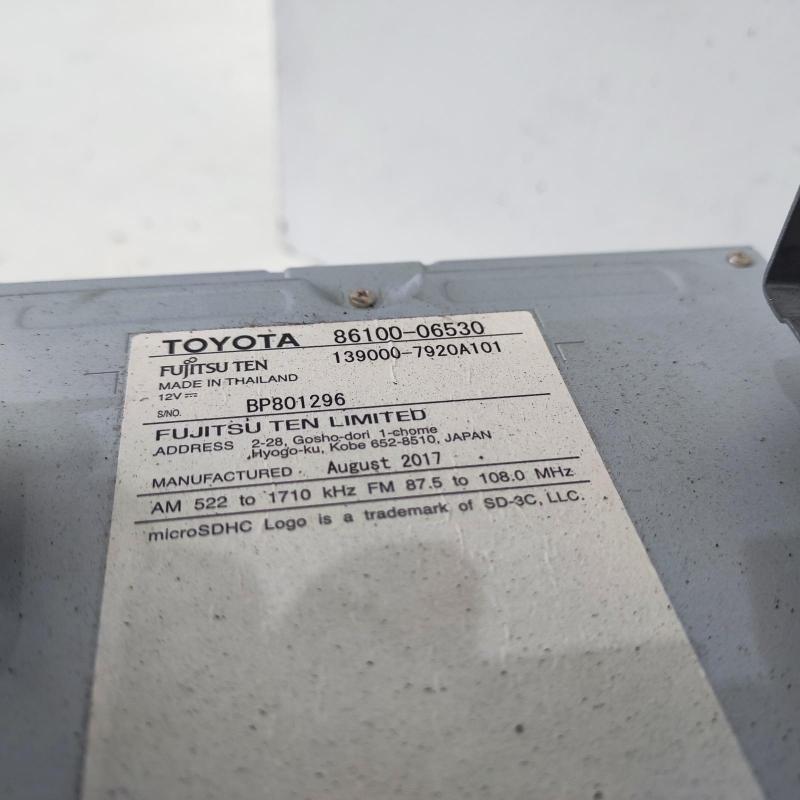 TOYOTA 86100-06530
FUJITSU TEN 139000-7920A101
MADE IN THAILAND
12V⎓
S/NO. BP801296
FUJITSU TEN LIMITED
ADDRESS 2-28, Gosho-dori 1-chome
Hyogo-ku, Kobe 652-8510, JAPAN
MANUFACTURED August 2017
AM 522 to 1710 kHz FM 87.5 to 108.0 MHz
microSDHC Logo is a trademark of SD-3C, LLC.